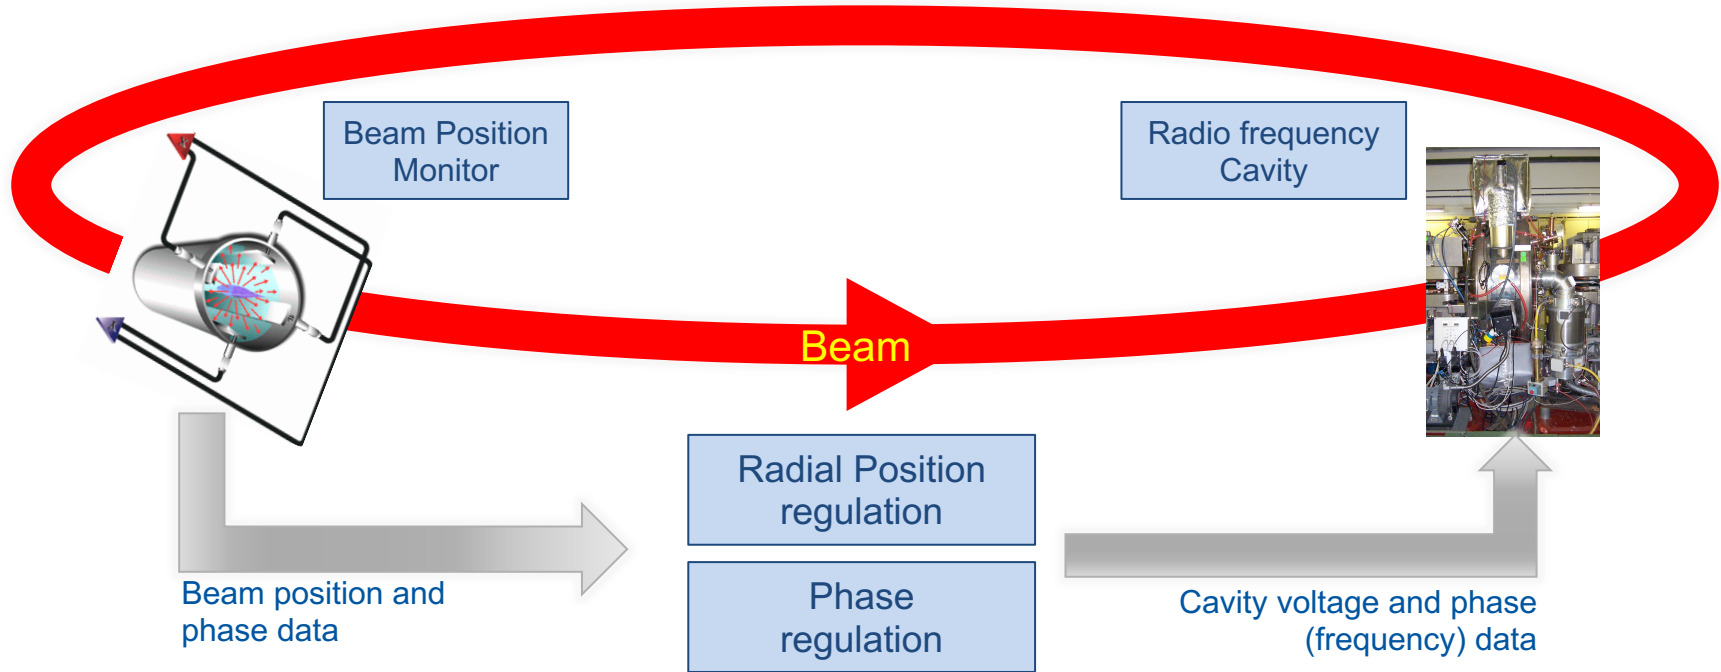 Beam Position
Monitor
Radio frequency
Cavity
Beam
Radial Position
regulation
Phase
regulation
Beam position and
phase data
Cavity voltage and phase
(frequency) data